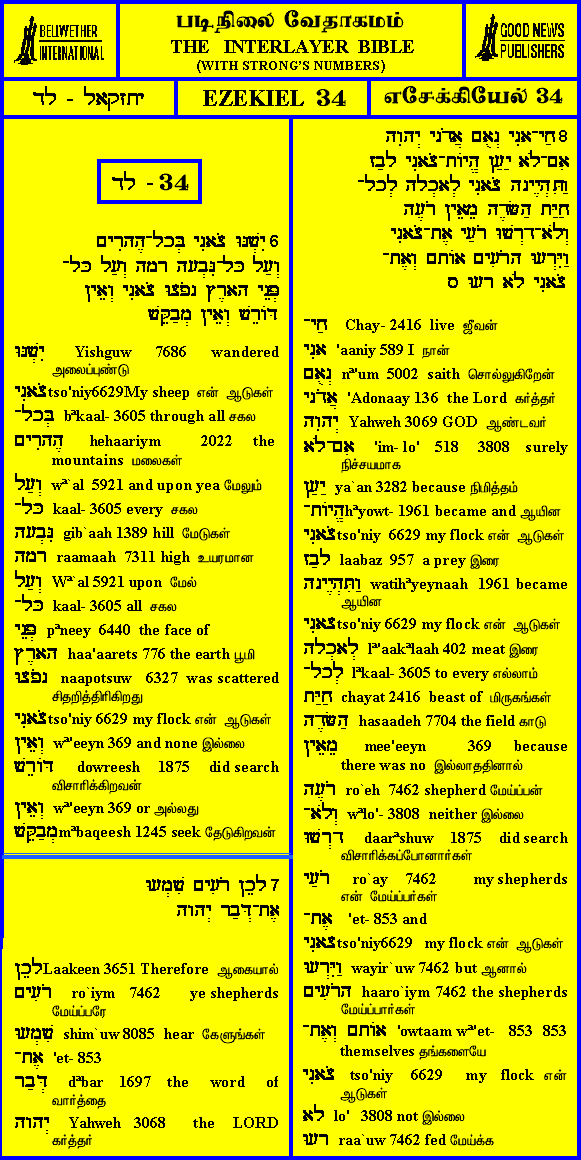 BELLWETHER
INTERNATIONAL
படிநிலை வேதாகமம்
THE INTERLAYER BIBLE
(WITH STRONG'S NUMBERS)
GOOD NEWS
PUBLISHERS
יחזקאל - לד
EZEKIEL 34
எசேக்கியேல் 34
34 - לד
6 יִשְׁגּוּ צֹאנִי בְּכָל־הֶהָרִים
וְעַל כָּל־גִּבְעָה רָמָה וְעַל כָּל־
פְּנֵי הָאָרֶץ נָפֹצוּ צֹאנִי וְאֵין
דּוֹרֵשׁ וְאֵין מְבַקֵּשׁ
יִשְׁגּוּ Yishguw 7686 wandered
அலைப்புண்டு
צֹאנִי tso'niy6629My sheep என் ஆடுகள்
בְּכָל־ bªkaal- 3605 through all சகல
הֶהָרִים hehaariym 2022 the
mountains மலைகள்
וְעַל wª`al 5921 and upon yea மேலும்
כָּל־ kaal- 3605 every சகல
גִּבְעָה gib`aah 1389 hill மேடுகள்
רָמָה raamaah 7311 high உயரமான
וְעַל Wª`al 5921 upon மேல்
כָּל־ kaal- 3605 all சகல
פְּנֵי pªneey 6440 the face of
הָאָרֶץ haa'aarets 776 the earth பூமி
נָפֹצוּ naapotsuw 6327 was scattered
சிதறித்திரிகிறது
צֹאנִי tso'niy 6629 my flock என் ஆடுகள்
וְאֵין wª'eeyn 369 and none இல்லை
דּוֹרֵשׁ dowreesh 1875 did search
விசாரிக்கிறவன்
וְאֵין wª'eeyn 369 or அல்லது
מְבַקֵּשׁ mªbaqeesh 1245 seek தேடுகிறவன்
7 לָכֵן רֹעִים שִׁמְעוּ
אֶת־דְּבַר יְהוָה
לָכֵן Laakeen 3651 Therefore ஆகையால்
רֹעִים ro`iym 7462 ye shepherds
மேய்ப்பரே
שִׁמְעוּ shim`uw 8085 hear கேளுங்கள்
אֶת־ 'et- 853
דְּבַר dªbar 1697 the word of
வார்த்தை
יְהוָה Yahweh 3068 the LORD
கர்த்தர்
8 חַי־אָנִי נְאֻם אֲדֹנָי יְהוִה
אִם־לֹא יַעַן הֱיוֹת־צֹאנִי לָבַז
וַתִּהְיֶינָה צֹאנִי לְאָכְלָה לְכָל־
חַיַּת הַשָּׂדֶה מֵאֵין רֹעֶה
וְלֹא־דָרְשׁוּ רֹעַי אֶת־צֹאנִי
וַיִּרְעוּ הָרֹעִים אוֹתָם וְאֶת־
צֹאנִי לֹא רָעוּ ס
חַי־ Chay- 2416 live ஜீவன்
אָנִי 'aaniy 589 I நான்
נְאֻם nª'um 5002 saith சொல்லுகிறேன்
אֲדֹנָי 'Adonaay 136 the Lord கர்த்தர்
יְהוִה Yahweh 3069 GOD ஆண்டவர்
אִם־לֹא 'im-lo' 518 3808 surely
நிச்சயமாக
יַעַן ya`an 3282 because நிமித்தம்
הֱיוֹת־ hªyowt- 1961 became and ஆயின
צֹאנִי tso'niy 6629 my flock என் ஆடுகள்
לָבַז laabaz 957 a prey இரை
וַתִּהְיֶינָה watihªyeynaah 1961 became
ஆயின
צֹאנִי tso'niy 6629 my flock என் ஆடுகள்
לְאָכְלָה lª'aakªlaah 402 meat இரை
לְכָל־ lªkaal- 3605 to every எல்லாம்
חַיַּת chayat 2416 beast of மிருகங்கள்
הַשָּׂדֶה hasaadeh 7704 the field காடு
מֵאֵין mee'eeyn 369 because
there was no இல்லாததினால்
רֹעֶה ro`eh 7462 shepherd மேய்ப்பன்
וְלֹא־ wªlo'- 3808 neither இல்லை
דָרְשׁוּ daarªshuw 1875 did search
விசாரிக்கப்போனார்கள்
רֹעַי ro`ay 7462 my shepherds
என் மேய்ப்பர்கள்
אֶת־ 'et- 853 and
צֹאנִי tso'niy6629 my flock என் ஆடுகள்
וַיִּרְעוּ wayir`uw 7462 but ஆனால்
הָרֹעִים haaro`iym 7462 the shepherds
மேய்ப்பார்கள்
אוֹתָם וְאֶת־ 'owtaam wª'et- 853 853
themselves தங்களையே
צֹאנִי tso'niy 6629 my flock என்
ஆடுகள்
לֹא lo' 3808 not இல்லை
רָעוּ raa`uw 7462 fed மேய்க்க